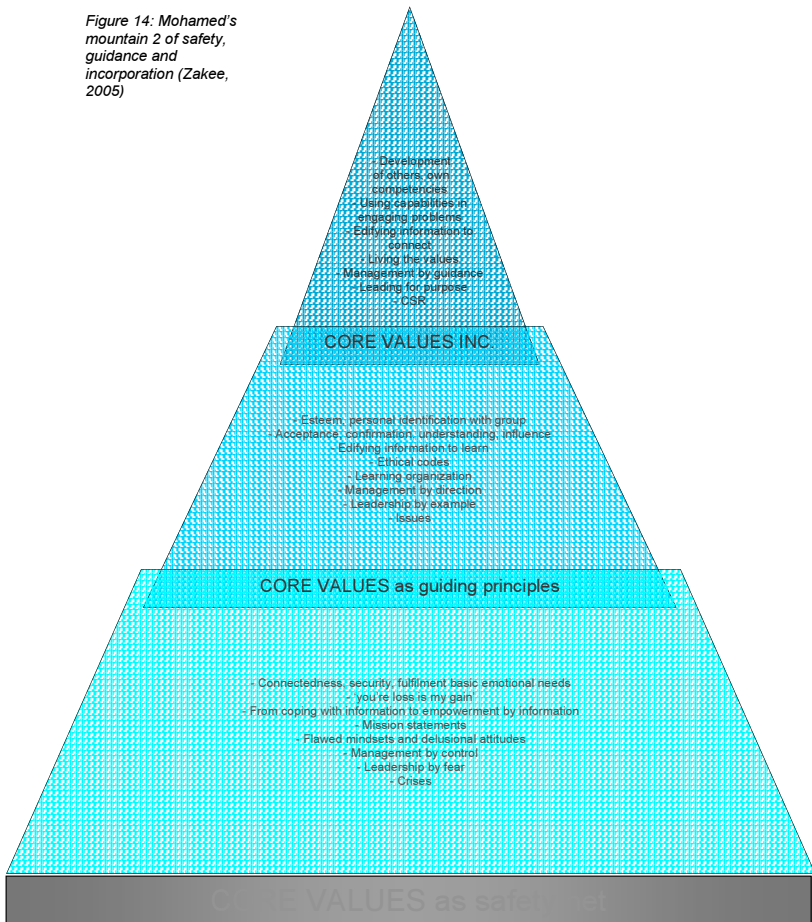 Figure 14: Mohamed's
mountain 2 of safety,
guidance and
incorporation (Zakee,
2005)
- Development
of others, own
competencies
- Using capabilities in
engaging problems
- Edifying information to
connect
- Living the values
- Management by guidance
- Leading for purpose
- CSR
CORE VALUES INC.
- Esteem, personal identification with group
- Acceptance, confirmation, understanding, influence
- Edifying information to learn
- Ethical codes
- Learning organization
- Management by direction
- Leadership by example
- Issues
CORE VALUES as guiding principles
- Connectedness, security, fulfilment basic emotional needs
- 'you're loss is my gain'
- From coping with information to empowerment by information
- Mission statements
- Flawed mindsets and delusional attitudes
- Management by control
- Leadership by fear
- Crises
CORE VALUES as safety net